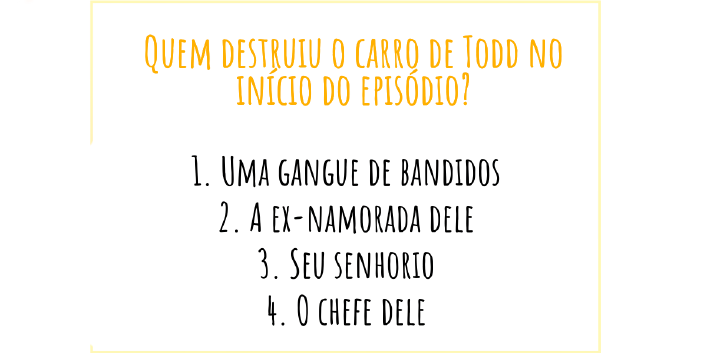 Quem destruiu o carro de Todd no
início do episódio?
1. Uma gangue de bandidos
2. A ex-namorada dele
3. Seu senhorio
4. O chefe dele